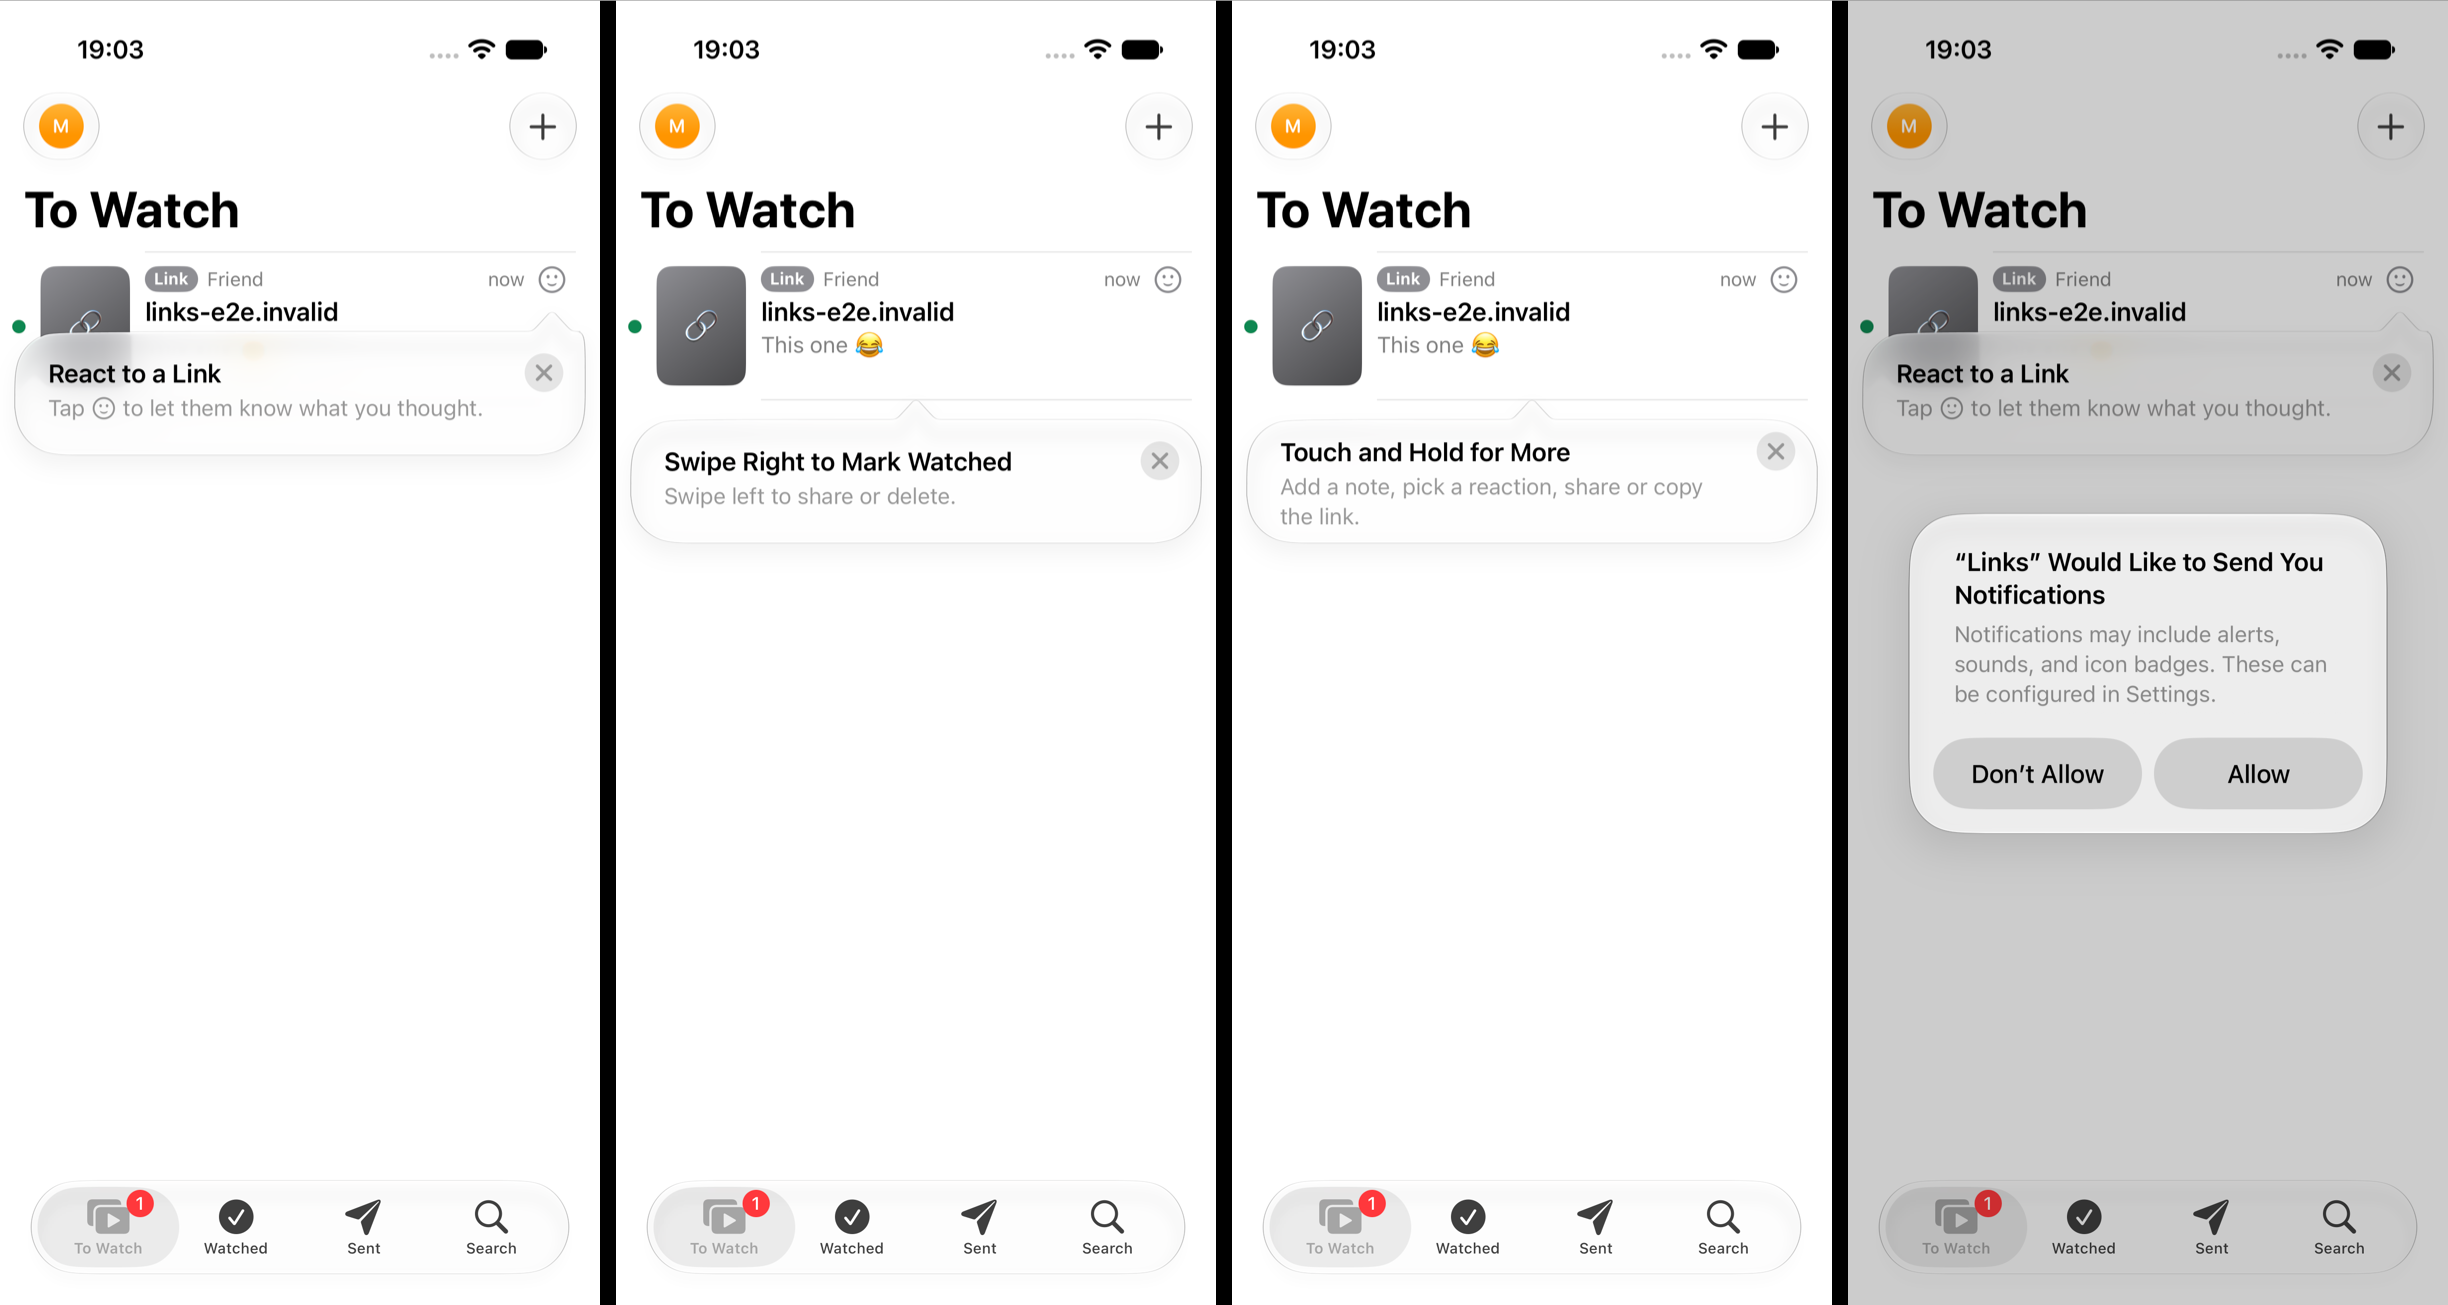 19:03
M
To Watch
Link Friend now
links-e2e.invalid
React to a Link
Tap to let them know what you thought.
1
To Watch Watched Sent Search
19:03
M
To Watch
Link Friend now
links-e2e.invalid
This one 😂
Swipe Right to Mark Watched
Swipe left to share or delete.
1
To Watch Watched Sent Search
19:03
M
To Watch
Link Friend now
links-e2e.invalid
This one 😂
Touch and Hold for More
Add a note, pick a reaction, share or copy
the link.
1
To Watch Watched Sent Search
19:03
M
To Watch
Link Friend now
links-e2e.invalid
React to a Link
Tap to let them know what you thought.
“Links” Would Like to Send You
Notifications
Notifications may include alerts,
sounds, and icon badges. These can
be configured in Settings.
Don’t Allow Allow
1
To Watch Watched Sent Search